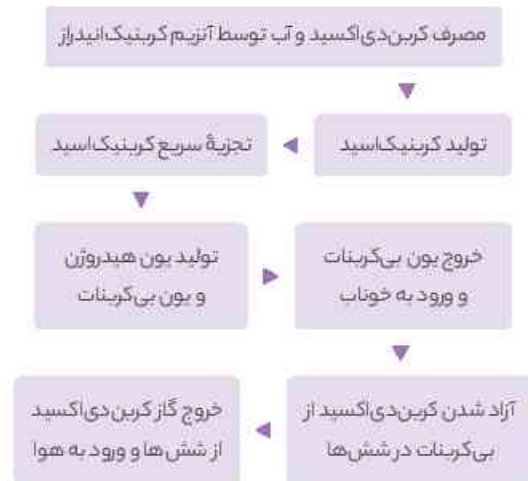 مصرف کربن‌دی‌اکسید و آب توسط آنزیم کربنیک‌انیدراز
تولید کربنیک‌اسید
تجزیهٔ سریع کربنیک‌اسید
تولید یون هیدروژن
و یون بی‌کربنات
خروج یون بی‌کربنات
و ورود به خوناب
آزاد شدن کربن‌دی‌اکسید از
بی‌کربنات در شش‌ها
خروج گاز کربن‌دی‌اکسید
از شش‌ها و ورود به هوا